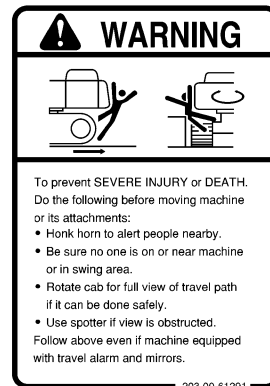 WARNING
To prevent SEVERE INJURY or DEATH.
Do the following before moving machine
or its attachments:
• Honk horn to alert people nearby.
• Be sure no one is on or near machine
or in swing area.
• Rotate cab for full view of travel path
if it can be done safely.
• Use spotter if view is obstructed.
Follow above even if machine equipped
with travel alarm and mirrors.
203-00-61291